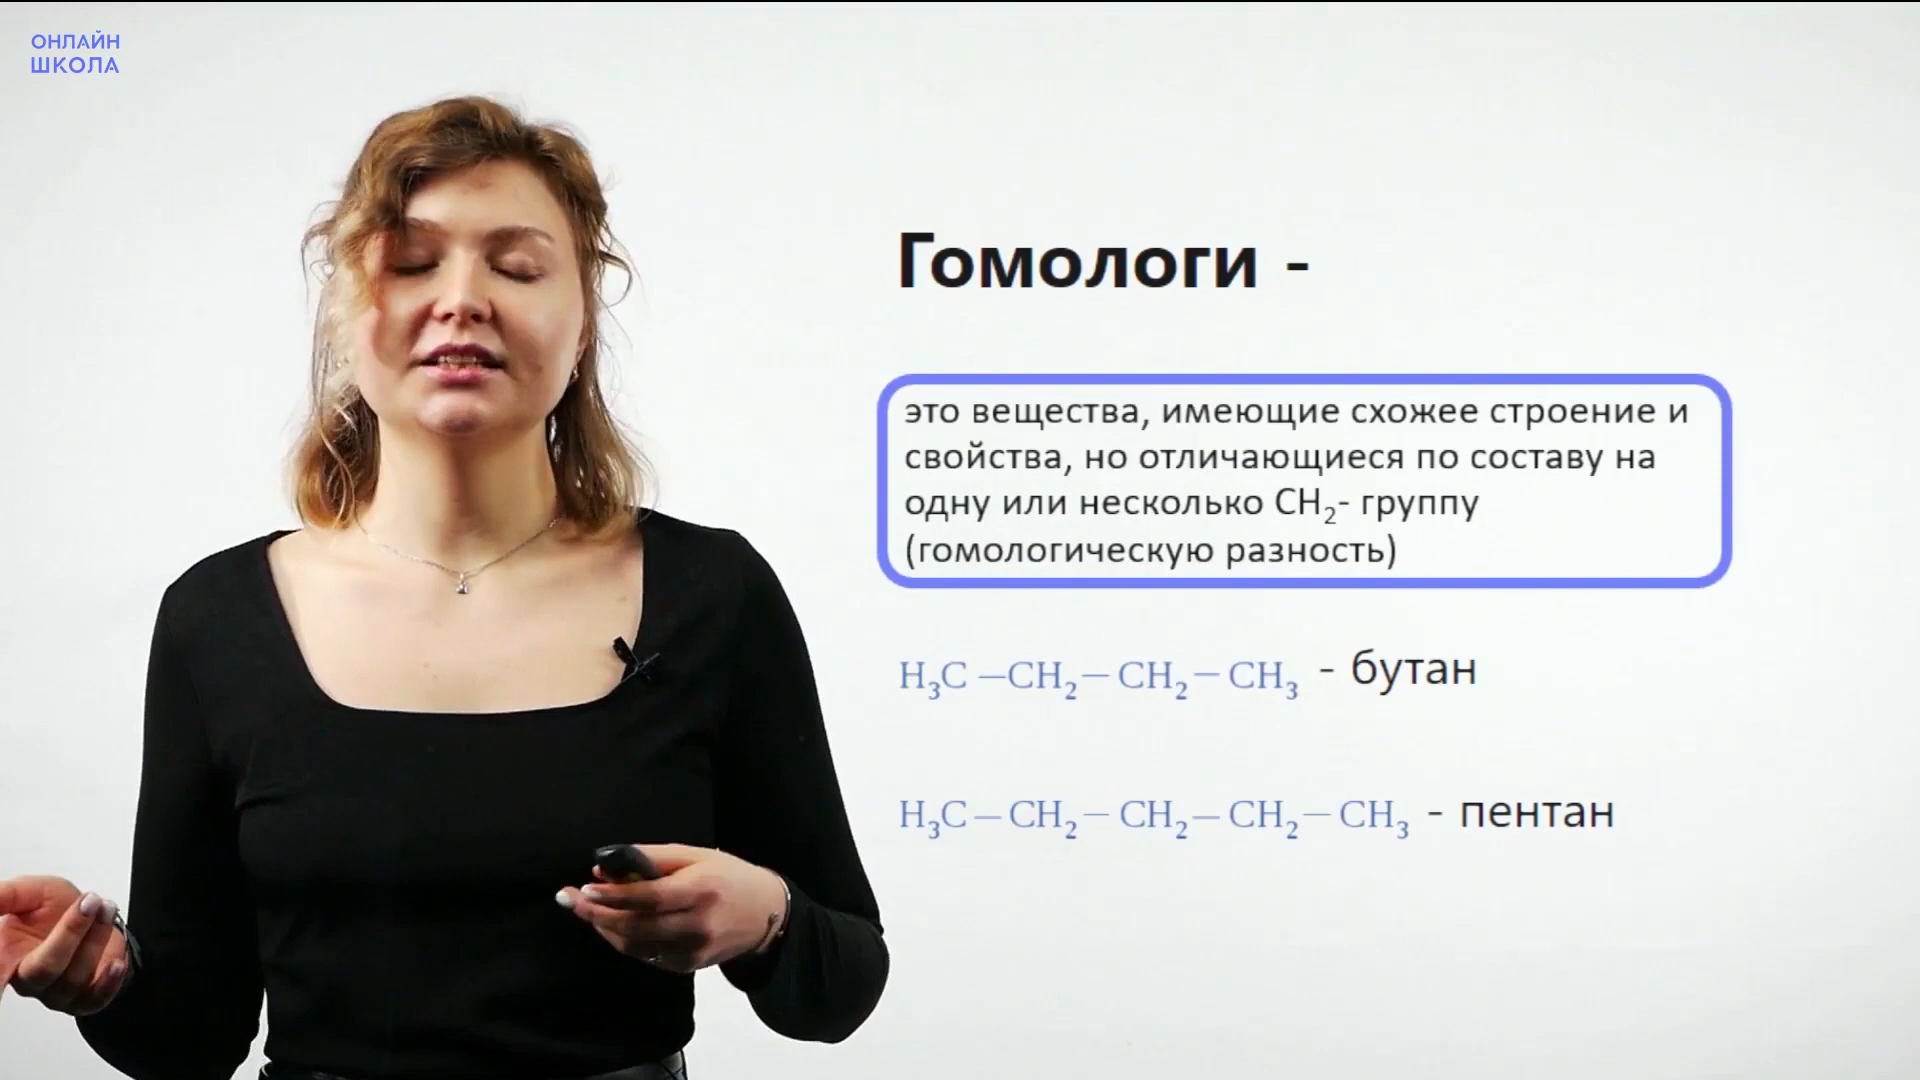 ОНЛАЙН
ШКОЛА
Гомологи -
это вещества, имеющие схожее строение и
свойства, но отличающиеся по составу на
одну или несколько CH₂- группу
(гомологическую разность)
H₃C – CH₂ – CH₂ – CH₃ - бутан
H₃C – CH₂ – CH₂ – CH₂ – CH₃ - пентан